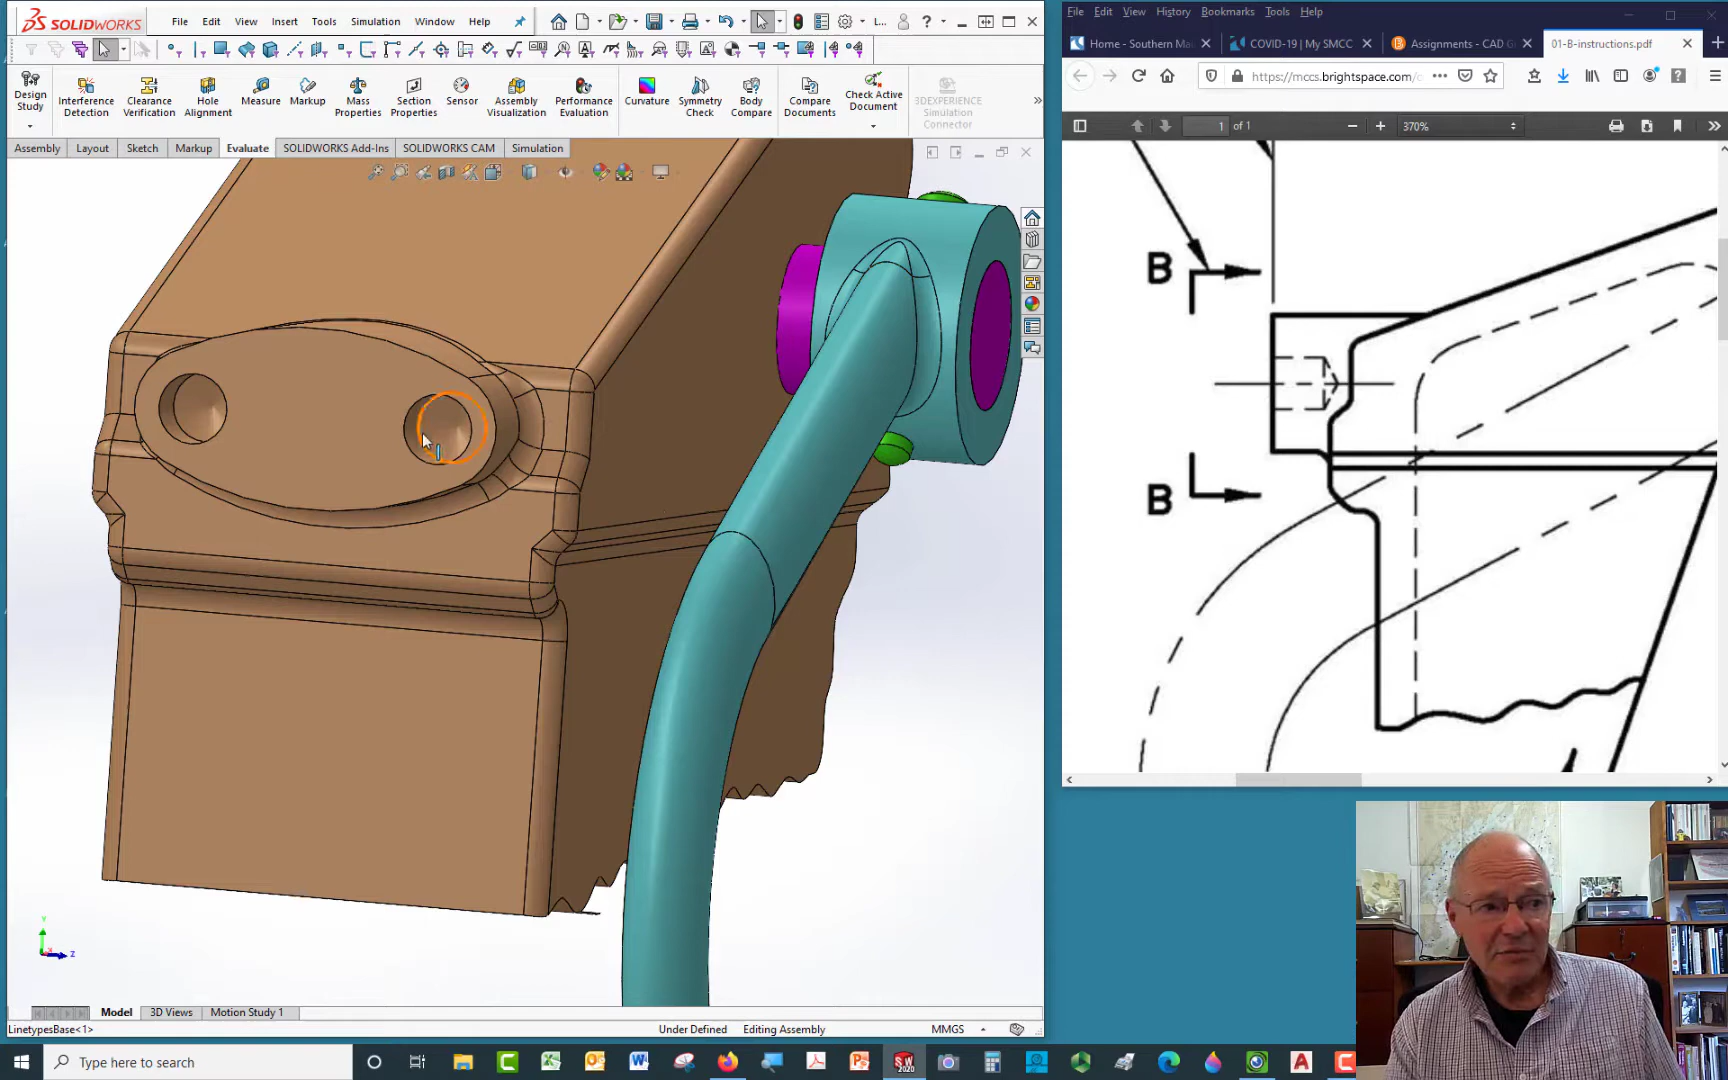 SOLIDWORKS File Edit View Insert Tools Simulation Window Help L... ?
Design Study
Interference Detection
Clearance Verification
Hole Alignment
Measure
Markup
Mass Properties
Section Properties
Sensor
Assembly Visualization
Performance Evaluation
Curvature
Symmetry Check
Body Compare
Compare Documents
Check Active Document
3DEXPERIENCE Simulation Connector
Assembly Layout Sketch Markup Evaluate SOLIDWORKS Add-Ins SOLIDWORKS CAM Simulation
Y
Z
Model 3D Views Motion Study 1
LinetypesBase<1> Under Defined Editing Assembly MMGS
File Edit View History Bookmarks Tools Help
Home - Southern Ma
COVID-19 | My SMCC
Assignments - CAD G
01-B-instructions.pdf
https://mccs.brightspace.com/
1 of 1 370%
B
B
Type here to search